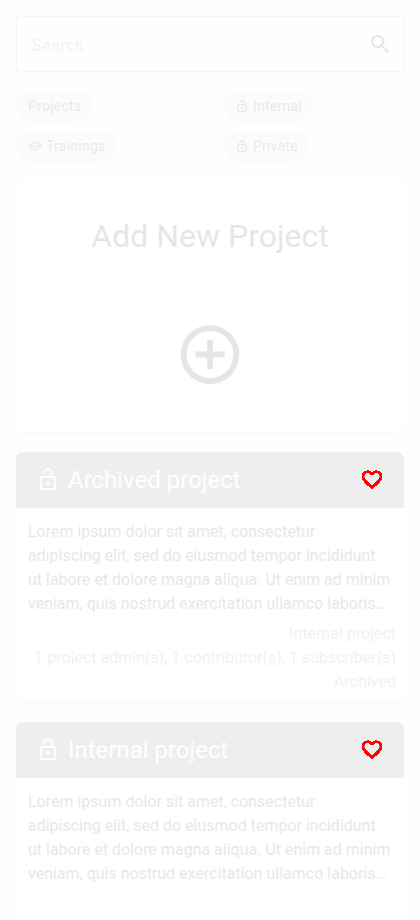 Search
Projects
Internal
Trainings
Private
Add New Project
Archived project
Lorem ipsum dolor sit amet, consectetur
adipiscing elit, sed do eiusmod tempor incididunt
ut labore et dolore magna aliqua. Ut enim ad minim
veniam, quis nostrud exercitation ullamco laboris...
Internal project
1 project admin(s), 1 contributor(s), 1 subscriber(s)
Archived
Internal project
Lorem ipsum dolor sit amet, consectetur
adipiscing elit, sed do eiusmod tempor incididunt
ut labore et dolore magna aliqua. Ut enim ad minim
veniam, quis nostrud exercitation ullamco laboris...